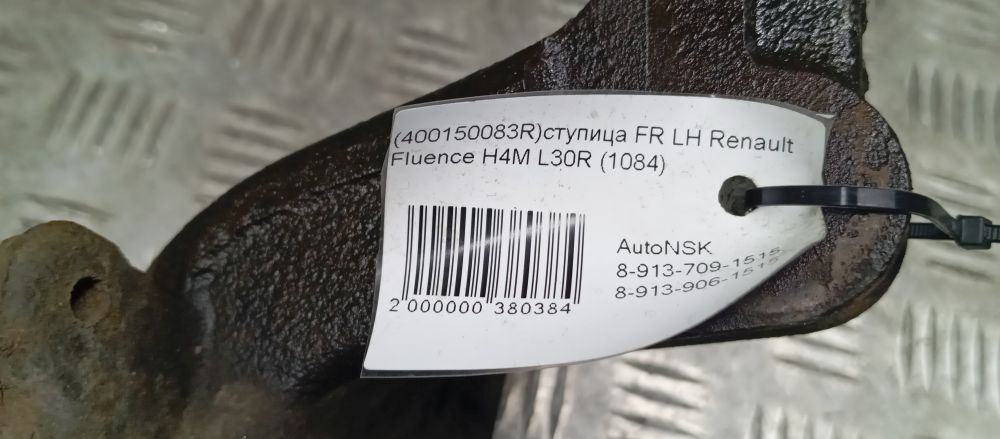 (400150083R)ступица FR LH Renault
Fluence H4M L30R (1084)
AutoNSK
8-913-709-1515
8-913-906-1515
2 000000 380384